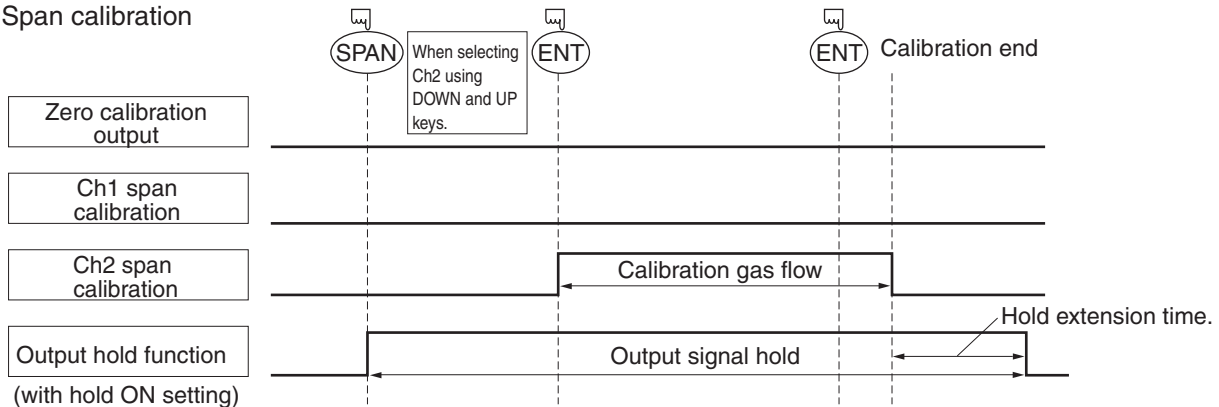 Span calibration
SPAN
When selecting
Ch2 using
DOWN and UP
keys.
ENT
ENT
Calibration end
Zero calibration
output
Ch1 span
calibration
Ch2 span
calibration
Calibration gas flow
Hold extension time.
Output hold function
Output signal hold
(with hold ON setting)